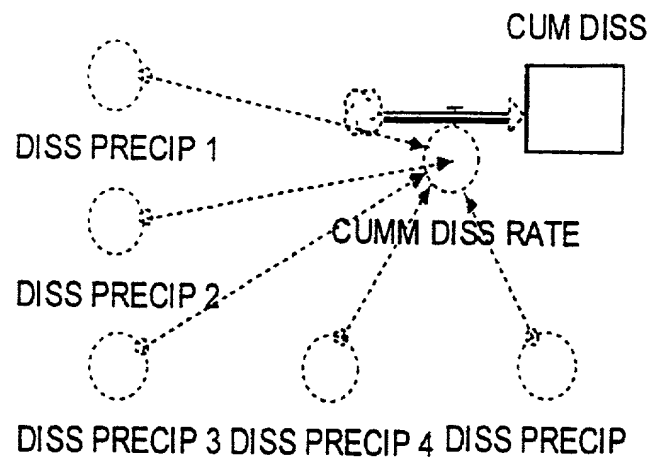 CUM DISS
DISS PRECIP 1
CUMM DISS RATE
DISS PRECIP 2
DISS PRECIP 3 DISS PRECIP 4 DISS PRECIP